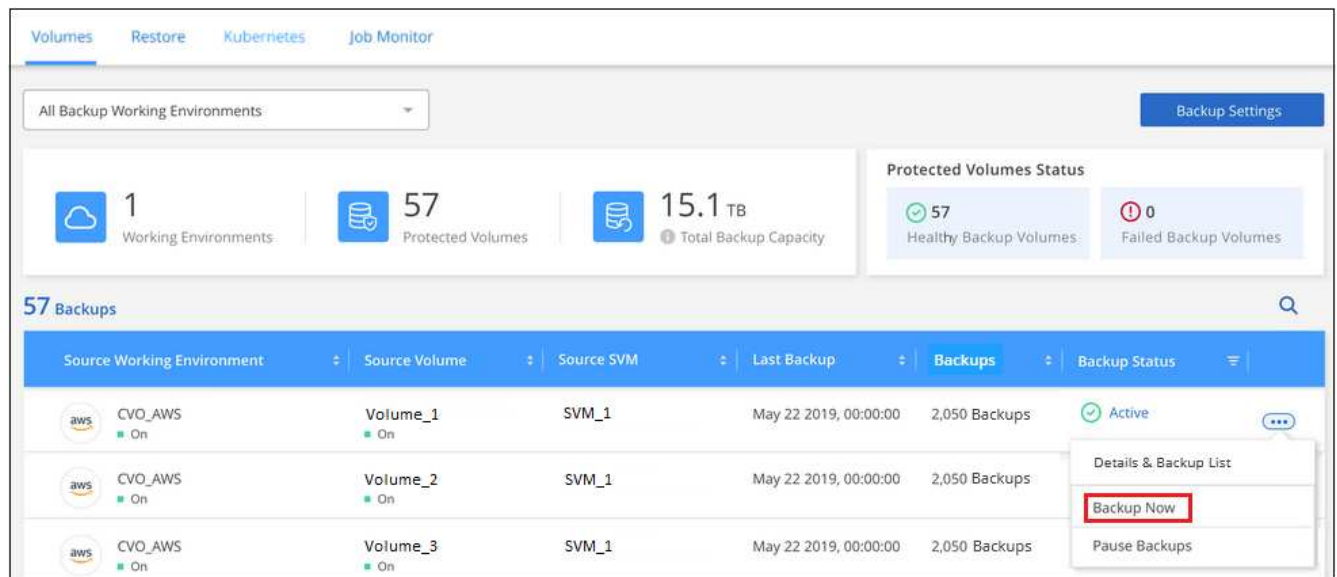 Volumes Restore Kubernetes Job Monitor
All Backup Working Environments
Backup Settings
1
Working Environments
57
Protected Volumes
15.1 TB
Total Backup Capacity
Protected Volumes Status
57
Healthy Backup Volumes
0
Failed Backup Volumes
57 Backups
Source Working Environment Source Volume Source SVM Last Backup Backups Backup Status
aws CVO_AWS Volume_1 SVM_1 May 22 2019, 00:00:00 2,050 Backups Active
On On
Details & Backup List
aws CVO_AWS Volume_2 SVM_1 May 22 2019, 00:00:00 2,050 Backups
On On
Backup Now
aws CVO_AWS Volume_3 SVM_1 May 22 2019, 00:00:00 2,050 Backups Pause Backups
On On